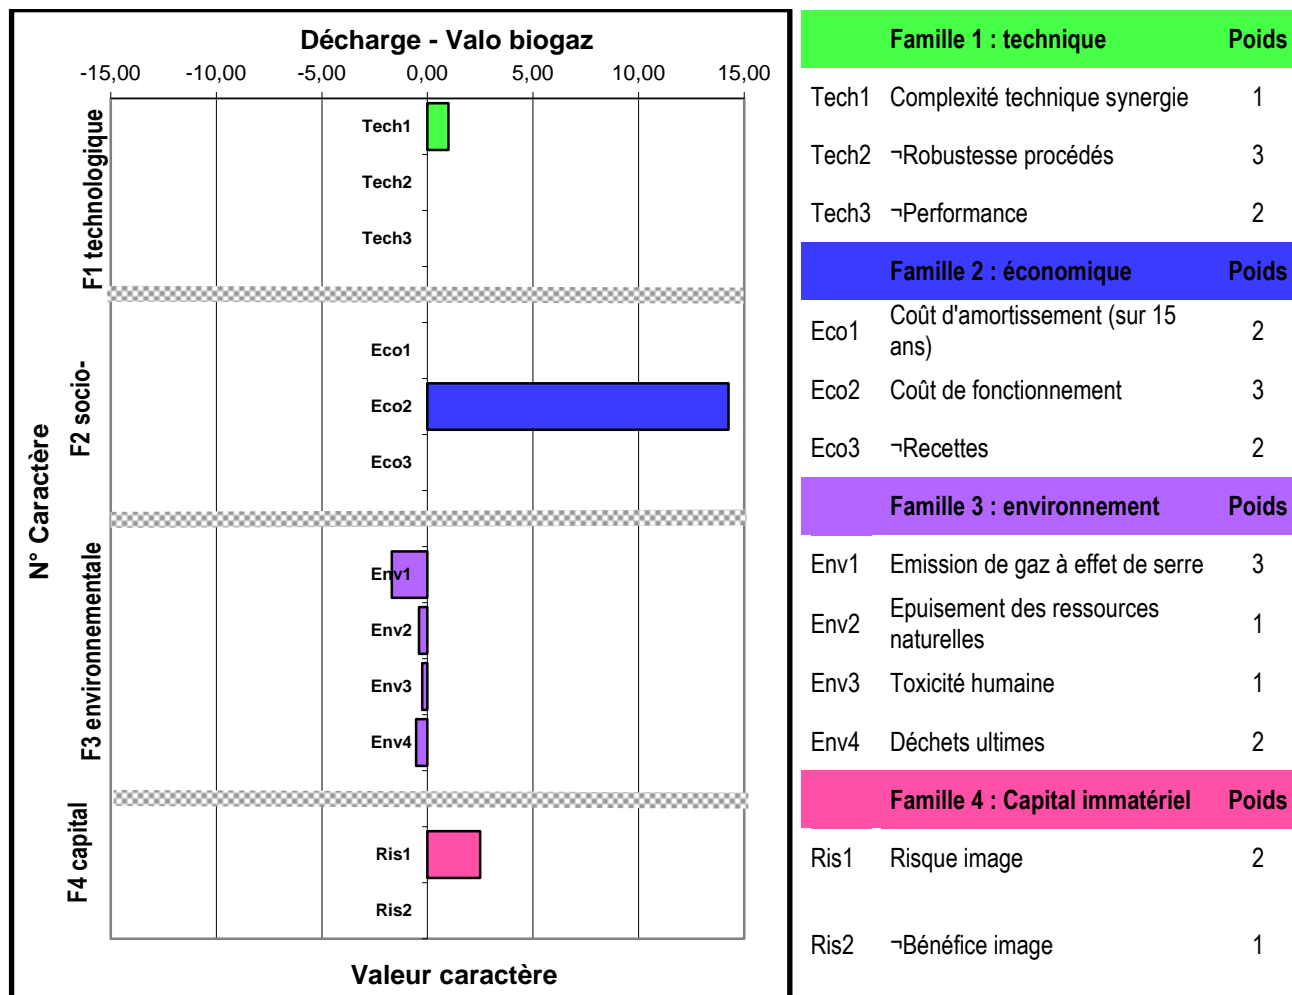 Décharge - Valo biogaz
-15,00 -10,00 -5,00 0,00 5,00 10,00 15,00
N° Caractère
F1 technologique
Tech1
Tech2
Tech3
F2 socio-
Eco1
Eco2
Eco3
F3 environnementale
Env1
Env2
Env3
Env4
F4 capital
Ris1
Ris2
Valeur caractère
Famille 1 : technique Poids
Tech1 Complexité technique synergie 1
Tech2 ¬Robustesse procédés 3
Tech3 ¬Performance 2
Famille 2 : économique Poids
Eco1 Coût d'amortissement (sur 15
ans) 2
Eco2 Coût de fonctionnement 3
Eco3 ¬Recettes 2
Famille 3 : environnement Poids
Env1 Emission de gaz à effet de serre 3
Env2 Epuisement des ressources
naturelles 1
Env3 Toxicité humaine 1
Env4 Déchets ultimes 2
Famille 4 : Capital immatériel Poids
Ris1 Risque image 2
Ris2 ¬Bénéfice image 1